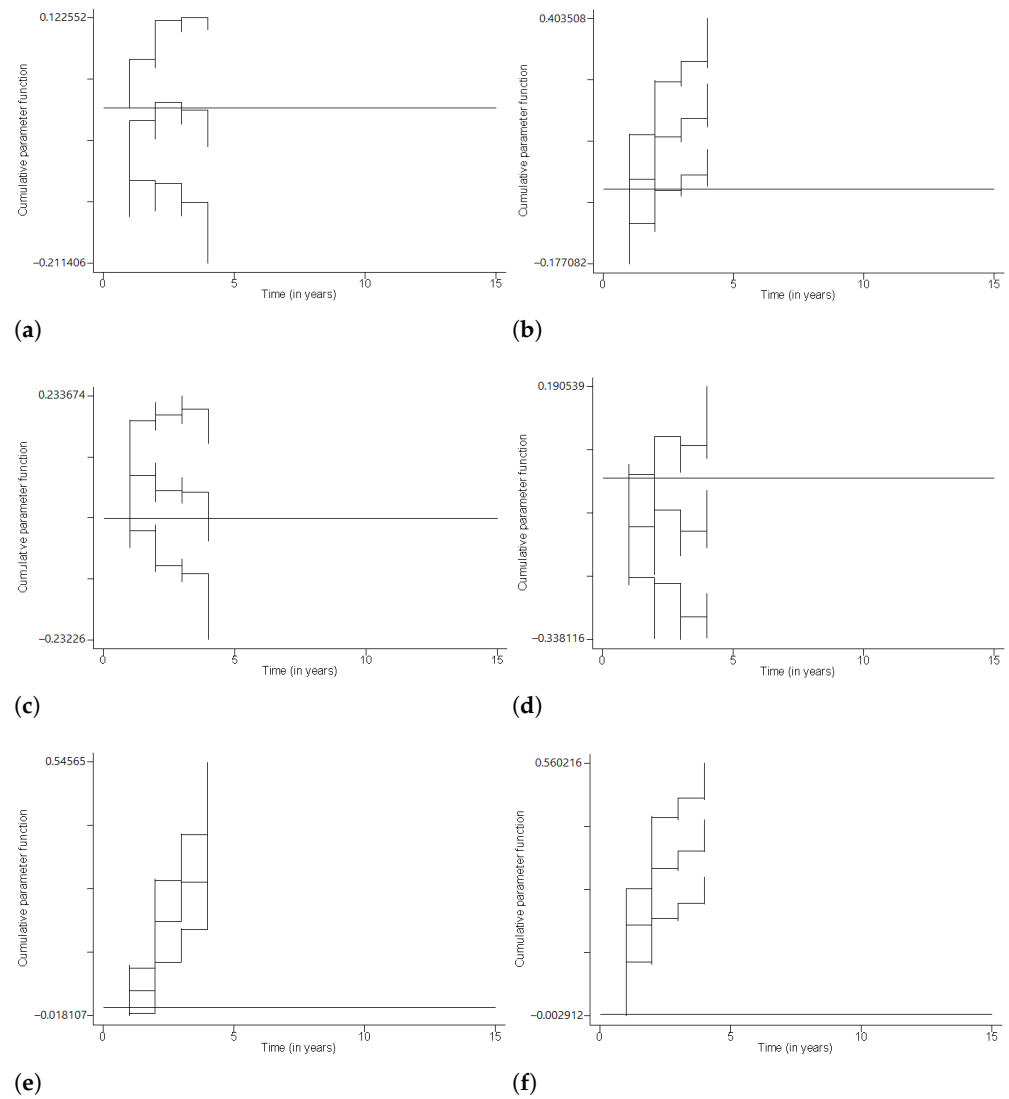 0.122552
Cumulative parameter function
−0.211406
0 5 10 15
Time (in years)
(a)
0.403508
Cumulative parameter function
−0.177082
0 5 10 15
Time (in years)
(b)
0.233674
Cumulative parameter function
−0.23226
0 5 10 15
Time (in years)
(c)
0.190539
Cumulative parameter function
−0.338116
0 5 10 15
Time (in years)
(d)
0.54565
Cumulative parameter function
−0.018107
0 5 10 15
Time (in years)
(e)
0.560216
Cumulative parameter function
−0.002912
0 5 10 15
Time (in years)
(f)